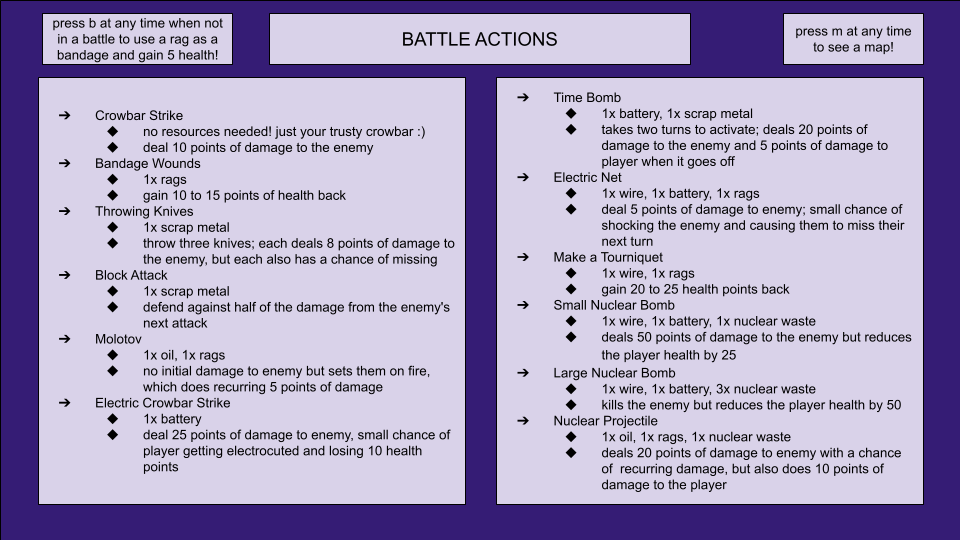 press b at any time when not
in a battle to use a rag as a
bandage and gain 5 health!
BATTLE ACTIONS
press m at any time
to see a map!
➔ Crowbar Strike
◆ no resources needed! just your trusty crowbar :)
◆ deal 10 points of damage to the enemy
➔ Bandage Wounds
◆ 1x rags
◆ gain 10 to 15 points of health back
➔ Throwing Knives
◆ 1x scrap metal
◆ throw three knives; each deals 8 points of damage to
the enemy, but each also has a chance of missing
➔ Block Attack
◆ 1x scrap metal
◆ defend against half of the damage from the enemy's
next attack
➔ Molotov
◆ 1x oil, 1x rags
◆ no initial damage to enemy but sets them on fire,
which does recurring 5 points of damage
➔ Electric Crowbar Strike
◆ 1x battery
◆ deal 25 points of damage to enemy, small chance of
player getting electrocuted and losing 10 health
points
➔ Time Bomb
◆ 1x battery, 1x scrap metal
◆ takes two turns to activate; deals 20 points of
damage to the enemy and 5 points of damage to
player when it goes off
➔ Electric Net
◆ 1x wire, 1x battery, 1x rags
◆ deal 5 points of damage to enemy; small chance of
shocking the enemy and causing them to miss their
next turn
➔ Make a Tourniquet
◆ 1x wire, 1x rags
◆ gain 20 to 25 health points back
➔ Small Nuclear Bomb
◆ 1x wire, 1x battery, 1x nuclear waste
◆ deals 50 points of damage to the enemy but reduces
the player health by 25
➔ Large Nuclear Bomb
◆ 1x wire, 1x battery, 3x nuclear waste
◆ kills the enemy but reduces the player health by 50
➔ Nuclear Projectile
◆ 1x oil, 1x rags, 1x nuclear waste
◆ deals 20 points of damage to enemy with a chance
of recurring damage, but also does 10 points of
damage to the player